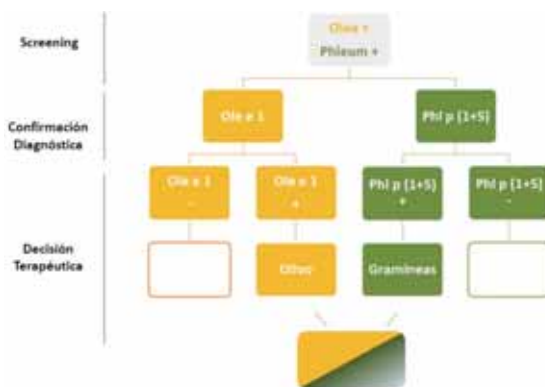 Olea +
Phleum +
Screening
Ole e 1
Phl p (1+5)
Confirmación
Diagnóstica
Ole e 1
-
Ole e 1
+
Phl p (1+5)
+
Phl p (1+5)
-
Decisión
Terapéutica
Olivo
Gramíneas